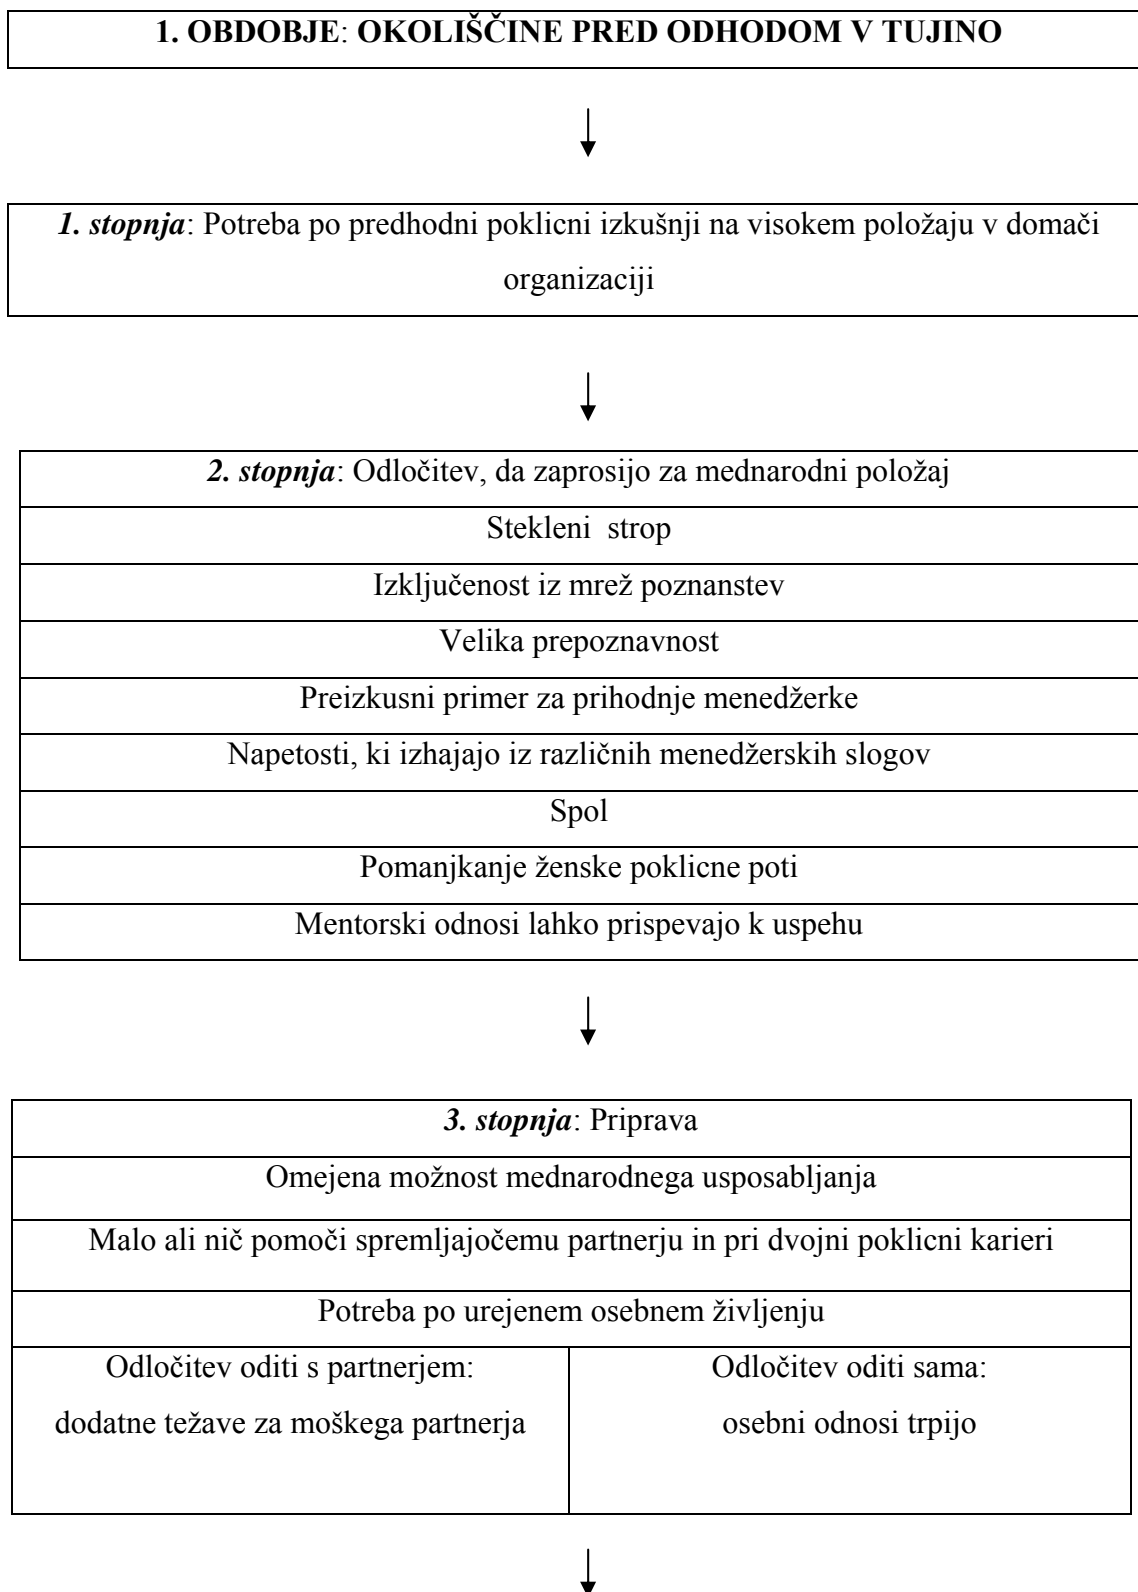 1. OBDOBJE: OKOLIŠČINE PRED ODHODOM V TUJINO
1. stopnja: Potreba po predhodni poklicni izkušnji na visokem položaju v domači
organizaciji
2. stopnja: Odločitev, da zaprosijo za mednarodni položaj
Stekleni strop
Izključenost iz mrež poznanstev
Velika prepoznavnost
Preizkusni primer za prihodnje menedžerke
Napetosti, ki izhajajo iz različnih menedžerskih slogov
Spol
Pomanjkanje ženske poklicne poti
Mentorski odnosi lahko prispevajo k uspehu
3. stopnja: Priprava
Omejena možnost mednarodnega usposabljanja
Malo ali nič pomoči spremljajočemu partnerju in pri dvojni poklicni karieri
Potreba po urejenem osebnem življenju
Odločitev oditi s partnerjem:
dodatne težave za moškega partnerja
Odločitev oditi sama:
osebni odnosi trpijo